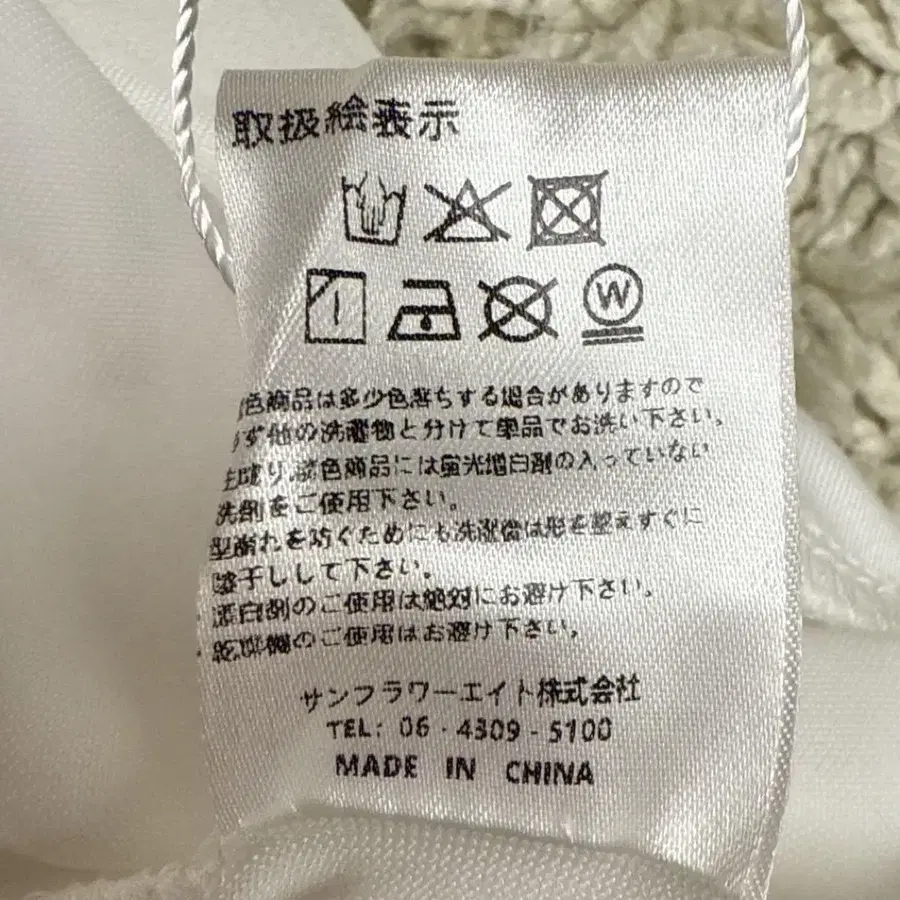 取扱絵表示
W
色商品は多少色落ちする場合がありますので
必ず他の洗濯物と分けて単品でお洗い下さい。
生成り、淡色商品には蛍光増白剤の入っていない
洗剤をご使用下さい。
型崩れを防ぐためにも洗濯後は形を整えすぐに
陰干しして下さい。
漂白剤のご使用は絶対にお避け下さい。
乾燥機のご使用はお避け下さい。
サンフラワーエイト株式会社
TEL: 06 - 4309 - 5100
MADE IN CHINA